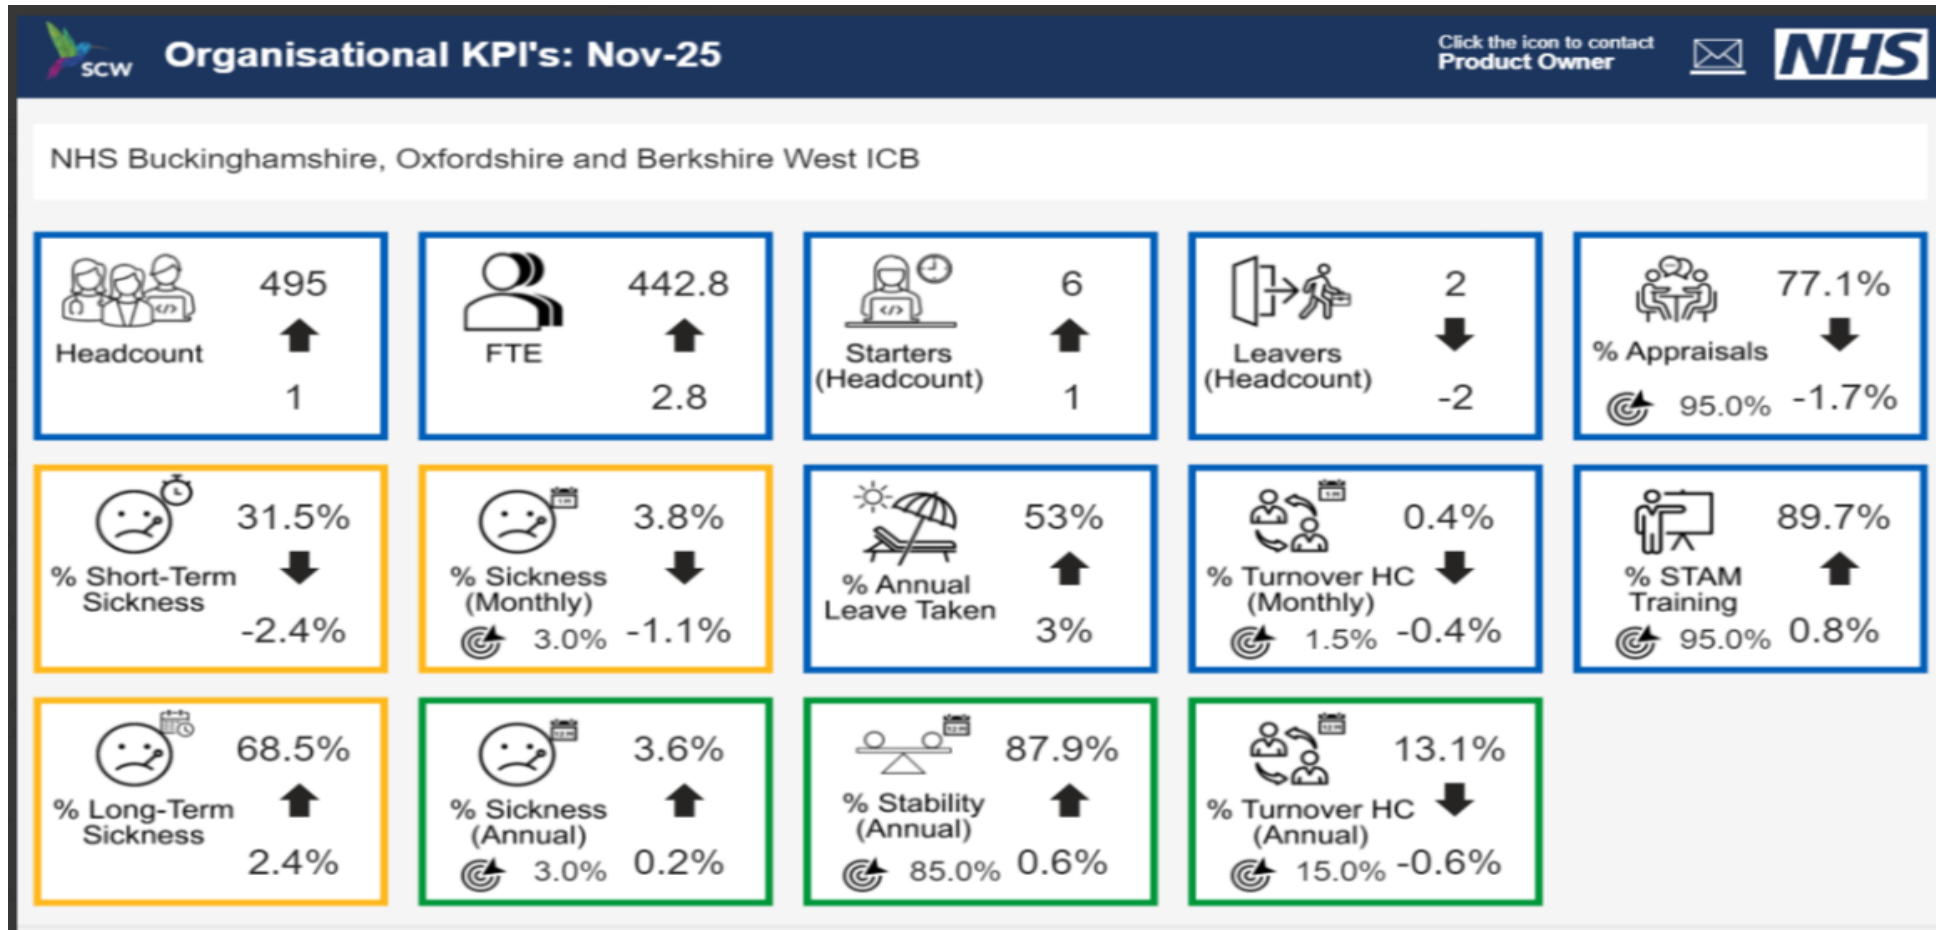 SCW
Organisational KPI's: Nov-25
Click the icon to contact
Product Owner
NHS
NHS Buckinghamshire, Oxfordshire and Berkshire West ICB
Headcount
495
1
FTE
442.8
2.8
Starters
(Headcount)
6
1
Leavers
(Headcount)
2
-2
% Appraisals
95.0%
77.1%
-1.7%
% Short-Term
Sickness
31.5%
-2.4%
% Sickness
(Monthly)
3.0%
3.8%
-1.1%
% Annual
Leave Taken
53%
3%
% Turnover HC
(Monthly)
1.5%
0.4%
-0.4%
% STAM
Training
95.0%
89.7%
0.8%
% Long-Term
Sickness
68.5%
2.4%
% Sickness
(Annual)
3.0%
3.6%
0.2%
% Stability
(Annual)
85.0%
87.9%
0.6%
% Turnover HC
(Annual)
15.0%
13.1%
-0.6%